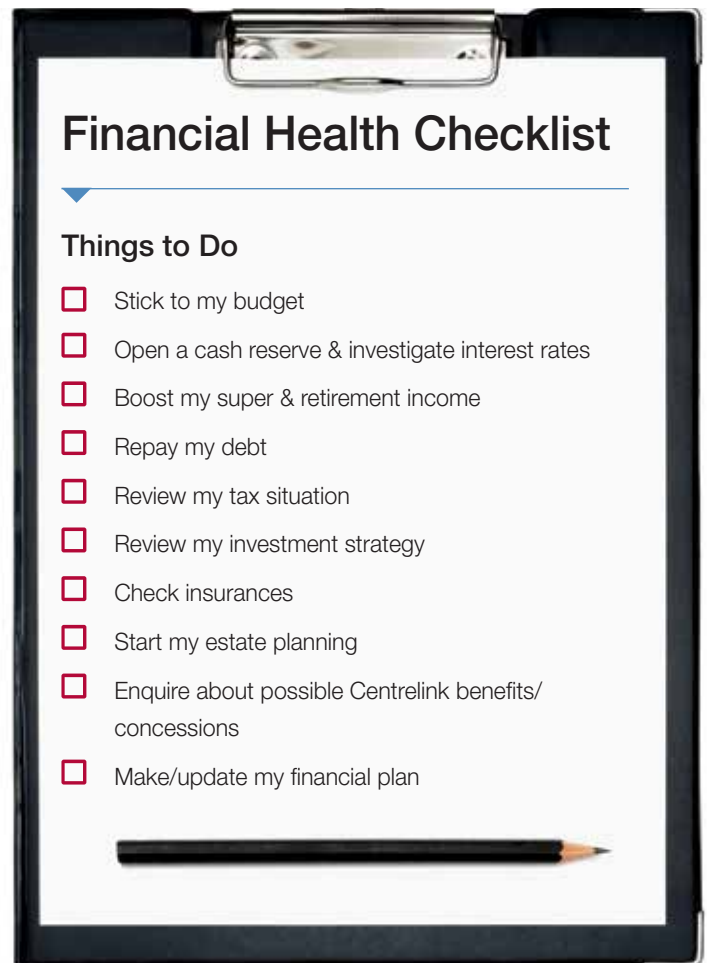 Financial Health Checklist
Things to Do
Stick to my budget
Open a cash reserve & investigate interest rates
Boost my super & retirement income
Repay my debt
Review my tax situation
Review my investment strategy
Check insurances
Start my estate planning
Enquire about possible Centrelink benefits/
concessions
Make/update my financial plan